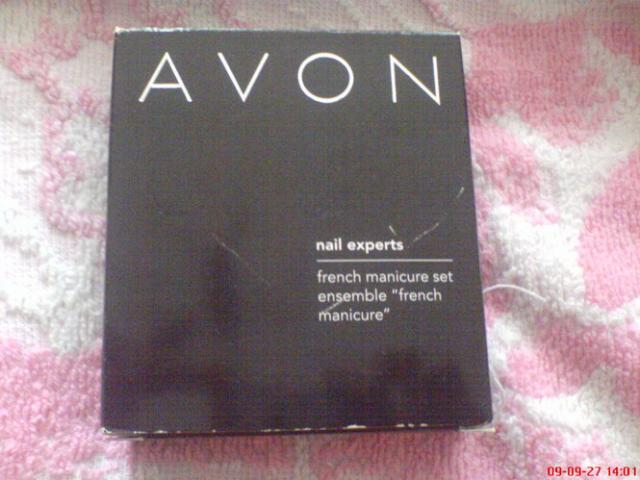 AVON
nail experts
french manicure set
ensemble "french
manicure"
09-09-27 14:01